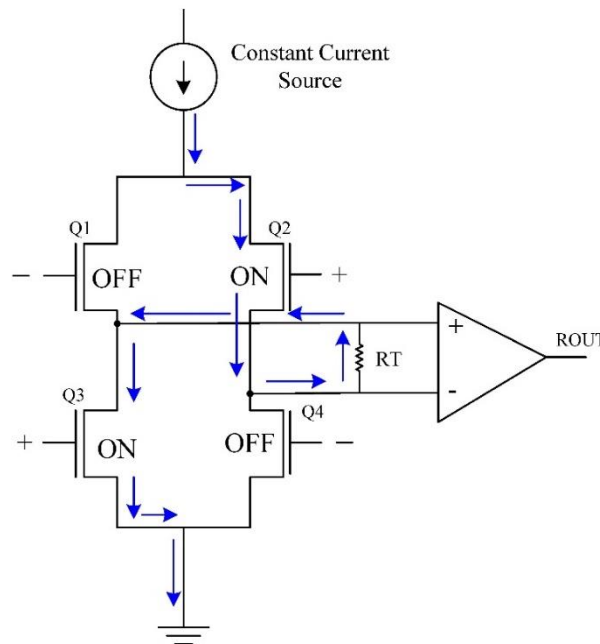 Constant Current
Source
Q1
Q2
− OFF
ON +
+
RT
-
ROUT
Q3
Q4
+ ON
OFF −